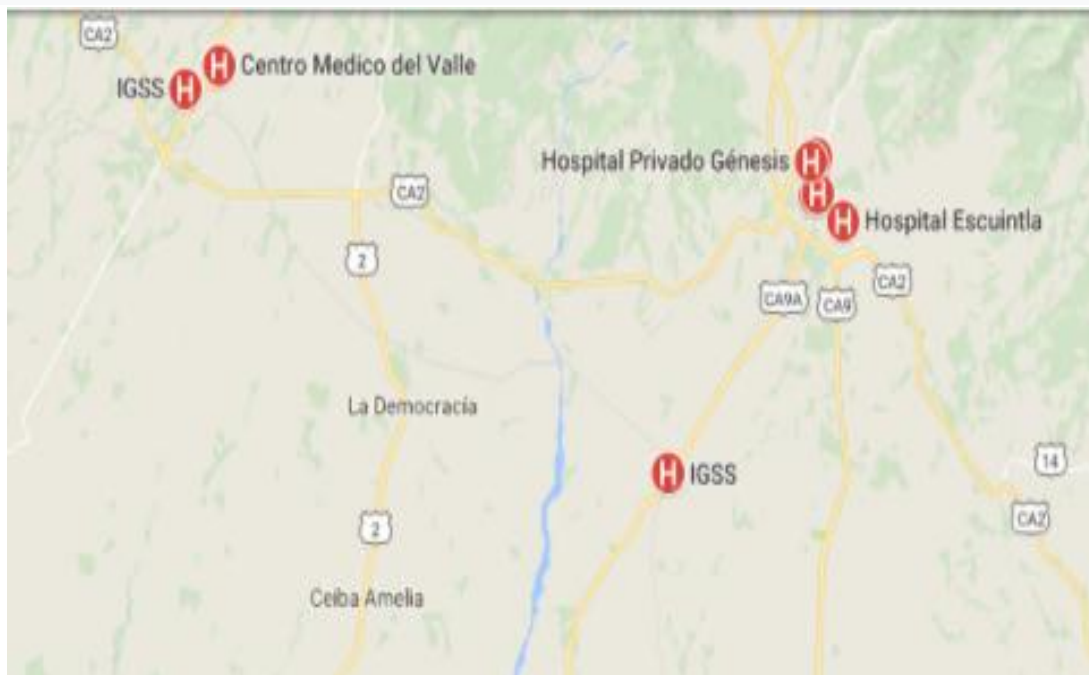 CA2
Centro Medico del Valle
IGSS H
H
Hospital Privado Génesis H
H
CA2
H Hospital Escuintla
2
CA2
CA9A
CA9
La Democracía
14
H IGSS
CA2
2
Ceiba Amelia